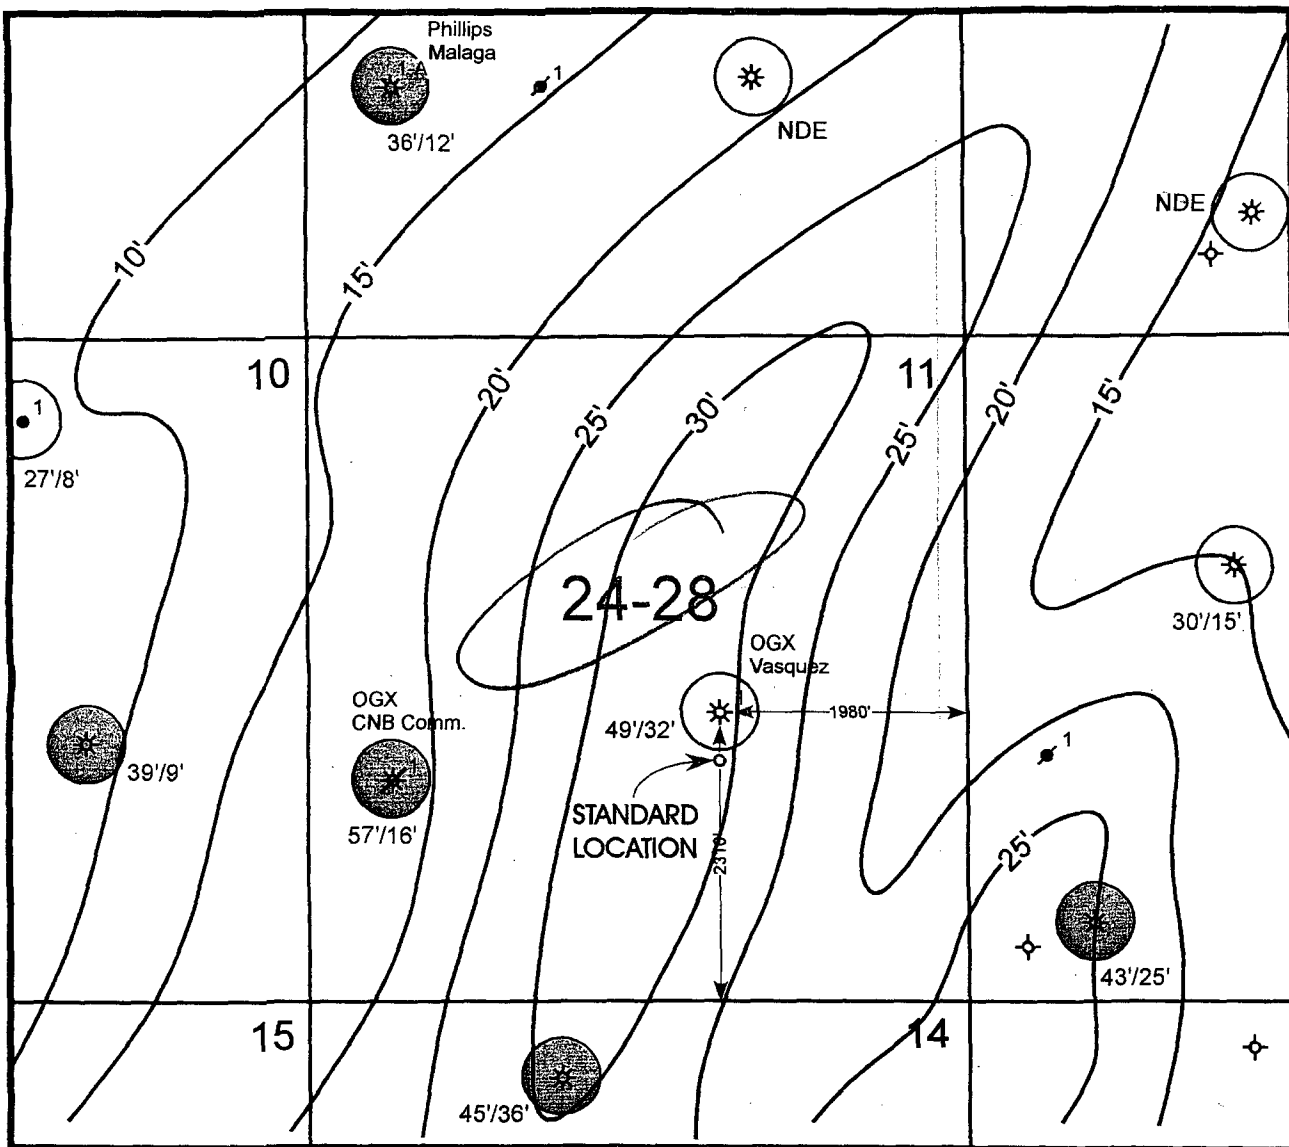 Phillips
Malaga
1-A
1
36'/12'
NDE
NDE
10'
15'
10
11
20'
25'
30'
25'
20'
15'
1
27'/8'
24-28
30'/15'
OGX
Vasquez
1
OGX
CNB Comm.
49'/32'
1980'
1
39'/9'
1
57'/16'
STANDARD
LOCATION
2310'
25'
43'/25'
15
14
45'/36'